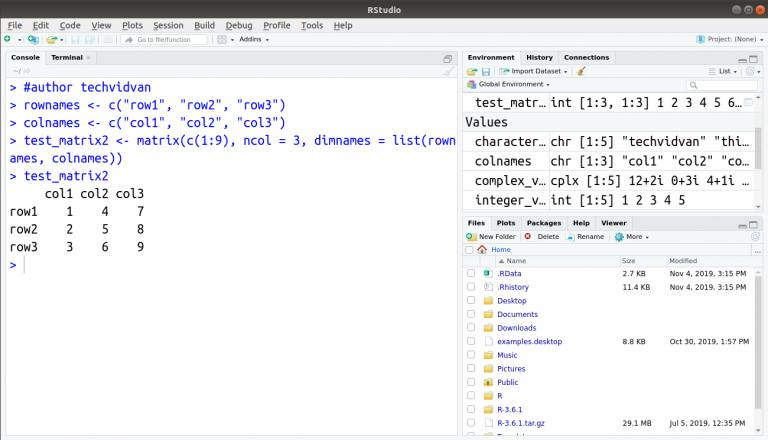 RStudio
File Edit Code View Plots Session Build Debug Profile Tools Help
Go to file/function Addins Project: (None)
Console Terminal
~/
> #author techvidvan
> rownames <- c("row1", "row2", "row3")
> colnames <- c("col1", "col2", "col3")
> test_matrix2 <- matrix(c(1:9), ncol = 3, dimnames = list(rown
ames, colnames))
> test_matrix2
col1 col2 col3
row1 1 4 7
row2 2 5 8
row3 3 6 9
>
Environment History Connections
Import Dataset List
Global Environment
test_matr… int [1:3, 1:3] 1 2 3 4 5 6…
Values
character… chr [1:5] "techvidvan" "thi…
colnames chr [1:3] "col1" "col2" "co…
complex_v… cplx [1:5] 12+2i 0+3i 4+1i …
integer_v… int [1:5] 1 2 3 4 5
Files Plots Packages Help Viewer
New Folder Delete Rename More
Home ...
Name Size Modified
.RData 2.7 KB Nov 4, 2019, 3:15 PM
.Rhistory 11.4 KB Nov 4, 2019, 3:15 PM
Desktop
Documents
Downloads
examples.desktop 8.8 KB Oct 30, 2019, 1:57 PM
Music
Pictures
Public
R
R-3.6.1
R-3.6.1.tar.gz 29.1 MB Jul 5, 2019, 12:35 PM